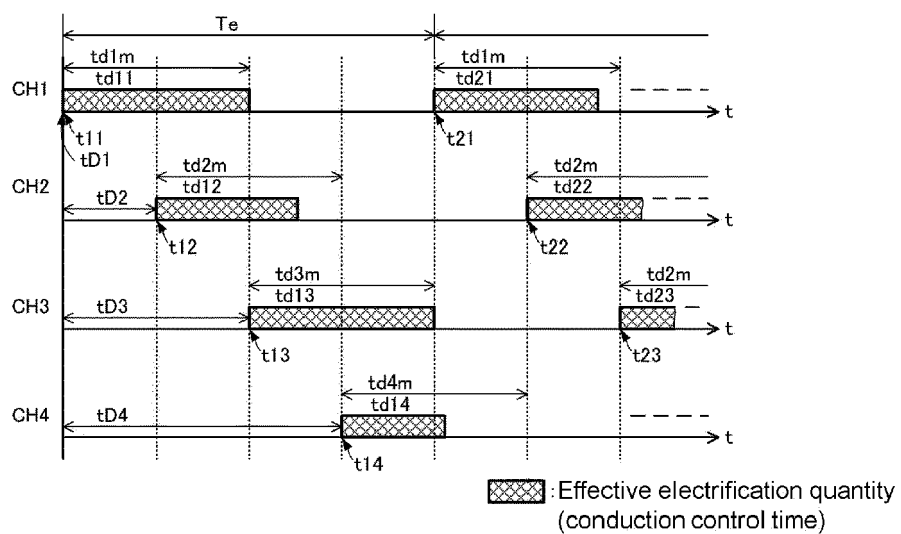 Te
td1m td1m
CH1 td11 td21
t
t11 t21
tD1
td2m td2m
CH2 td12 td22
tD2
t
t12 t22
td3m td2m
CH3 tD3 td13 td23
t
t13 t23
td4m
CH4 tD4 td14
t
t14
:Effective electrification quantity
(conduction control time)